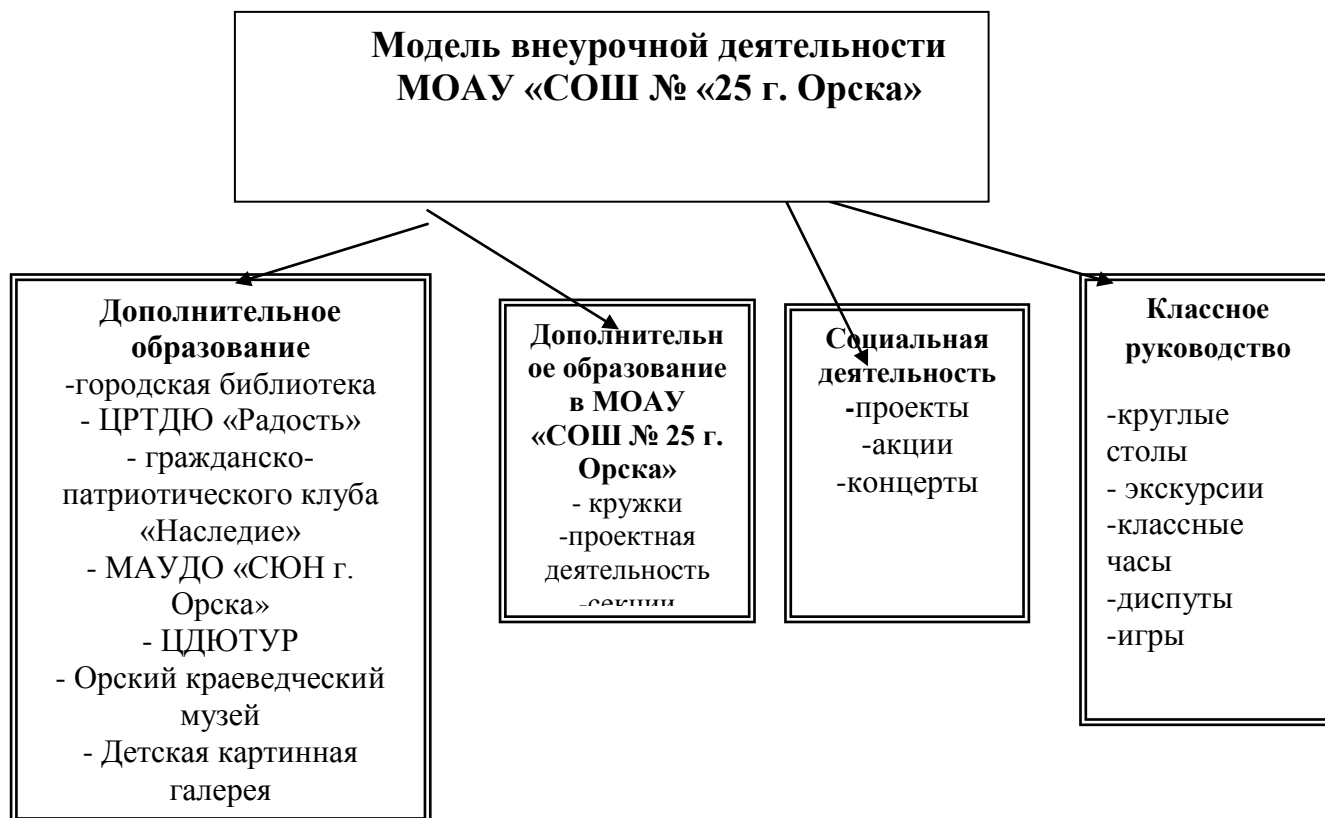 Модель внеурочной деятельности
МОАУ «СОШ № «25 г. Орска»
Дополнительное
образование
-городская библиотека
- ЦРТДЮ «Радость»
- гражданско-
патриотического клуба
«Наследие»
- МАУДО «СЮН г.
Орска»
- ЦДЮТУР
- Орский краеведческий
музей
- Детская картинная
галерея
Дополнительн
ое образование
в МОАУ
«СОШ № 25 г.
Орска»
- кружки
-проектная
деятельность
-секции
Социальная
деятельность
-проекты
-акции
-концерты
Классное
руководство
-круглые
столы
- экскурсии
-классные
часы
-диспуты
-игры